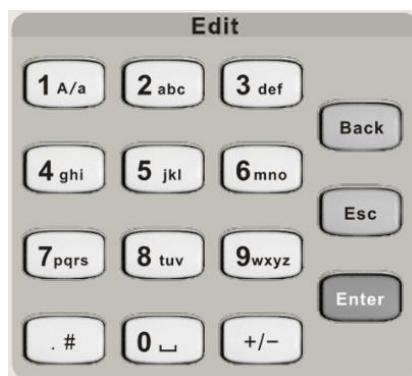 Edit
1 A/a 2 abc 3 def
Back
4 ghi 5 jkl 6 mno
Esc
7 pqrs 8 tuv 9 wxyz
Enter
. # 0 ⎵ +/−